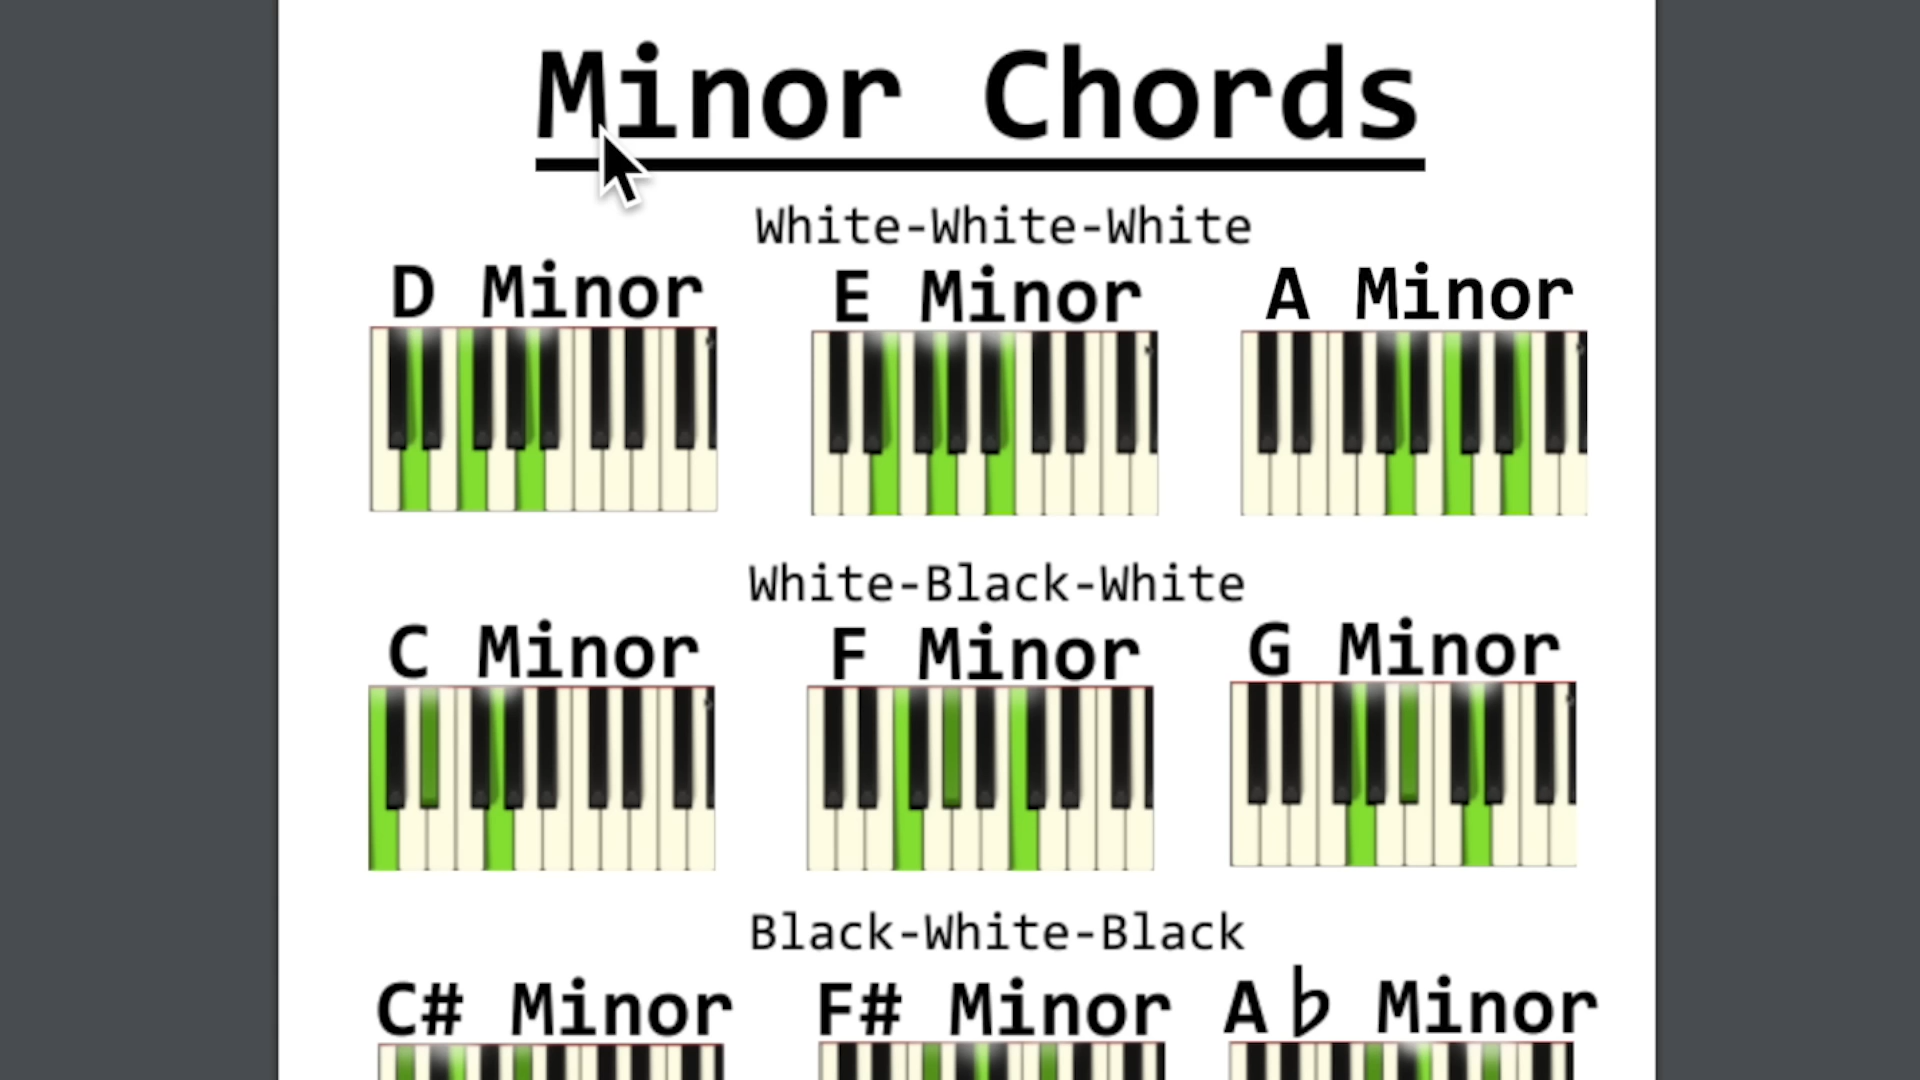 Minor Chords
White-White-White
D Minor E Minor A Minor
White-Black-White
C Minor F Minor G Minor
Black-White-Black
C# Minor F# Minor A♭ Minor